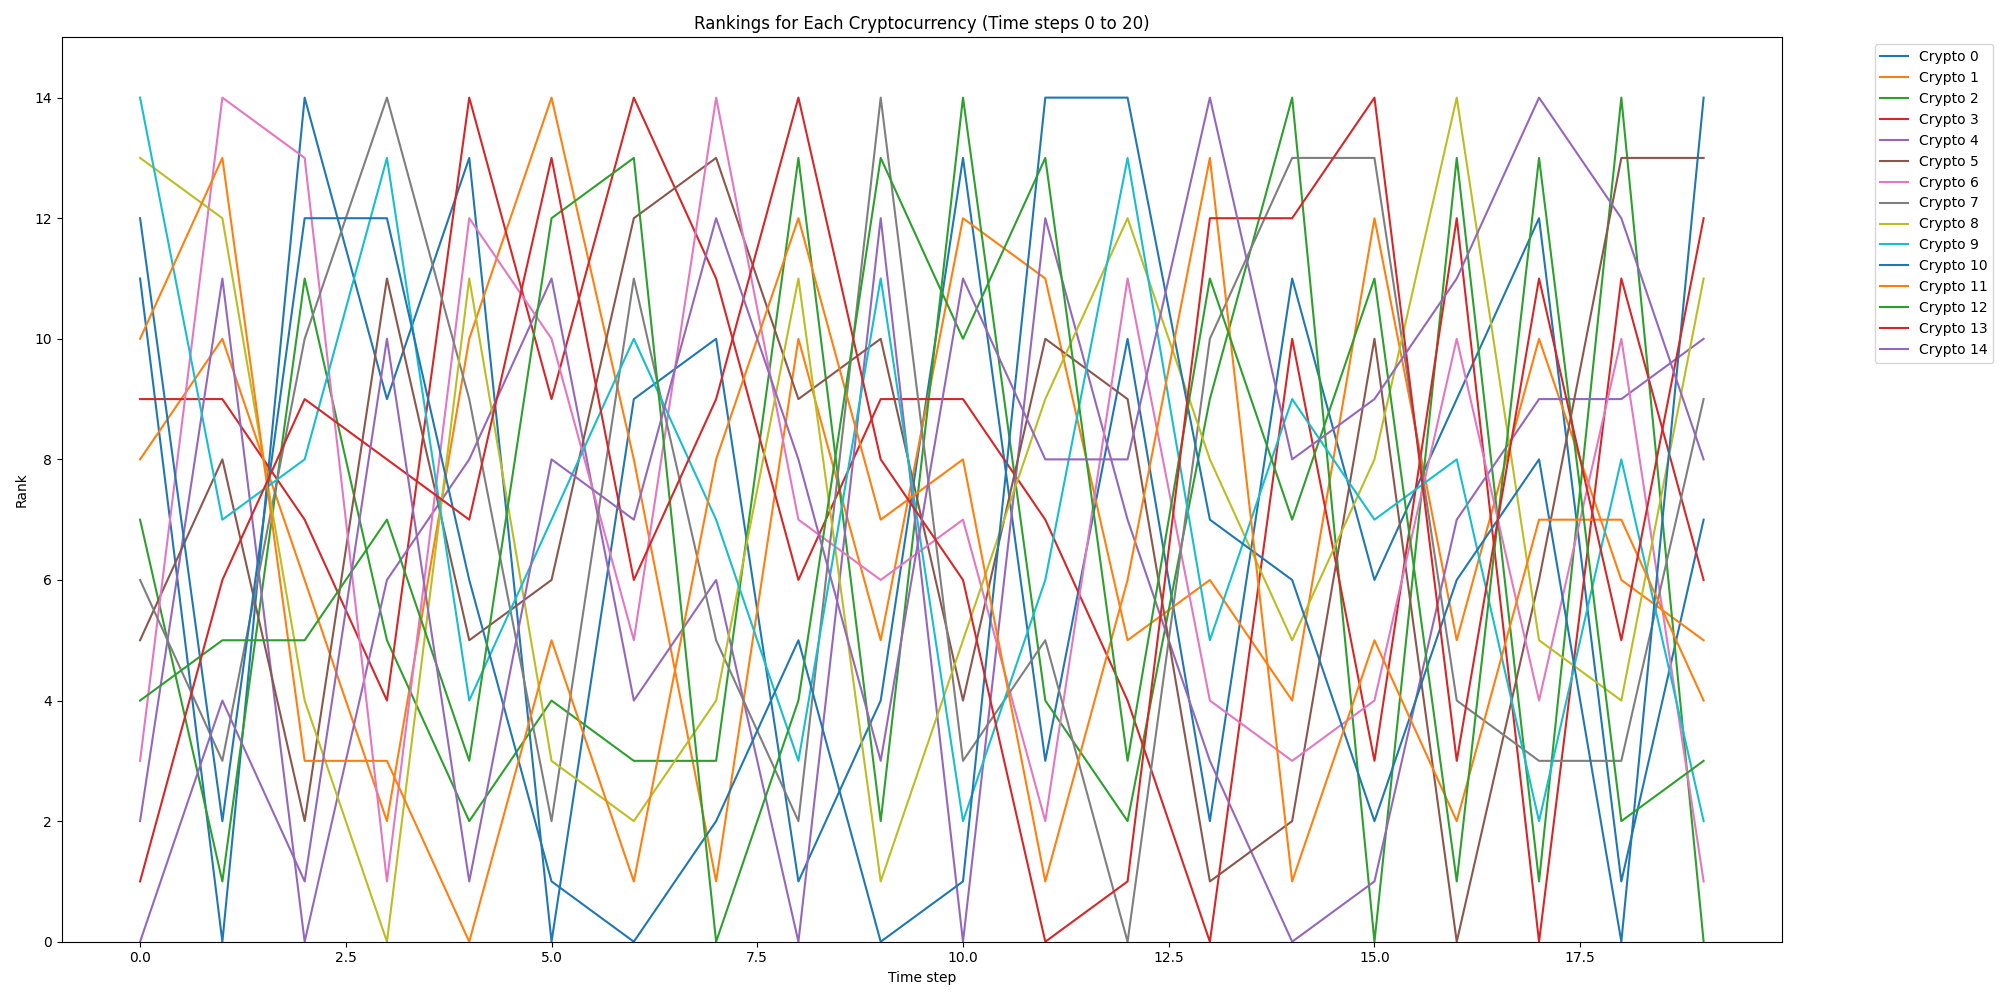 Rankings for Each Cryptocurrency (Time steps 0 to 20)
Rank
14
12
10
8
6
4
2
0
0.0 2.5 5.0 7.5 10.0 12.5 15.0 17.5
Time step
Crypto 0
Crypto 1
Crypto 2
Crypto 3
Crypto 4
Crypto 5
Crypto 6
Crypto 7
Crypto 8
Crypto 9
Crypto 10
Crypto 11
Crypto 12
Crypto 13
Crypto 14